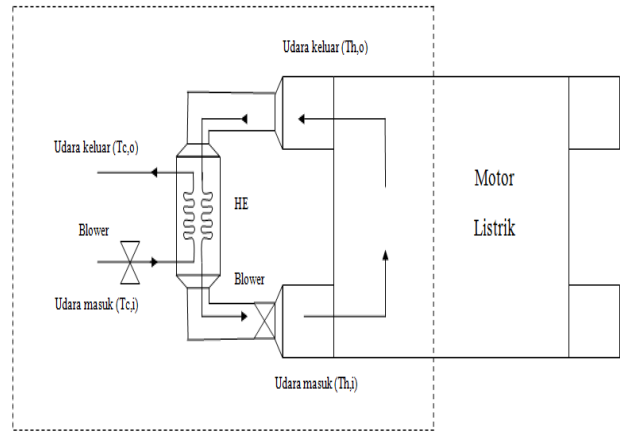 Udara keluar (Th,o)
Udara keluar (Tc,o)
Motor
Listrik
HE
Blower
Blower
Udara masuk (Tc,i)
Udara masuk (Th,i)